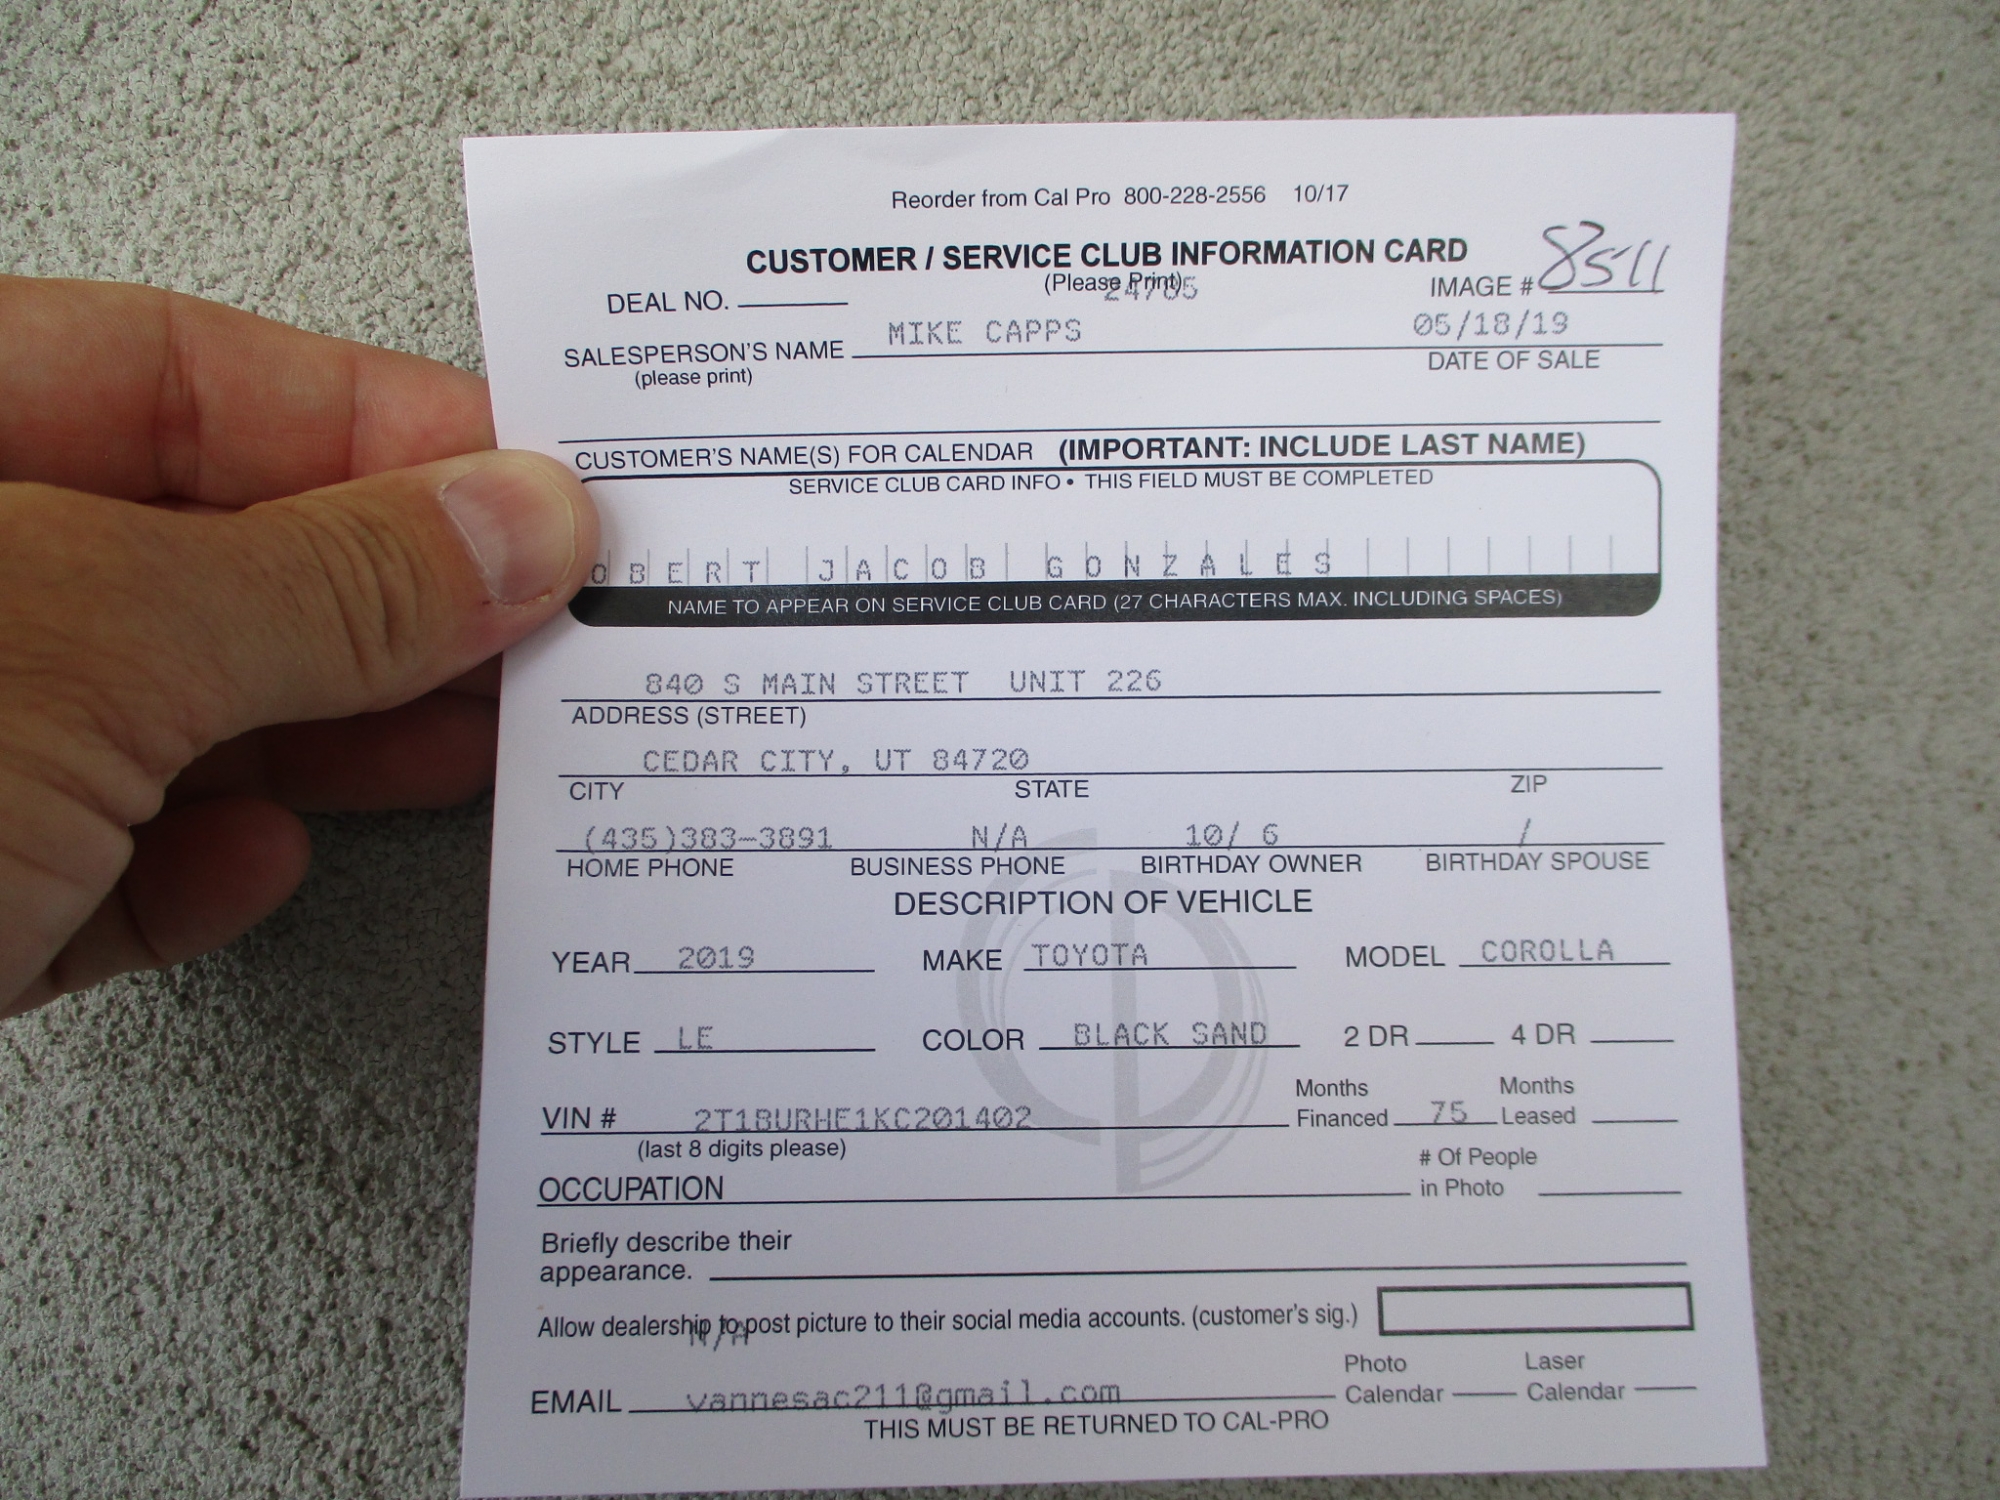 Reorder from Cal Pro 800-228-2556 10/17
CUSTOMER / SERVICE CLUB INFORMATION CARD
(Please Print) 24705
DEAL NO. IMAGE # 8511
MIKE CAPPS 05/18/19
SALESPERSON'S NAME DATE OF SALE
(please print)
CUSTOMER'S NAME(S) FOR CALENDAR (IMPORTANT: INCLUDE LAST NAME)
SERVICE CLUB CARD INFO • THIS FIELD MUST BE COMPLETED
OBERT JACOB GONZALES
NAME TO APPEAR ON SERVICE CLUB CARD (27 CHARACTERS MAX. INCLUDING SPACES)
840 S MAIN STREET UNIT 226
ADDRESS (STREET)
CEDAR CITY, UT 84720
CITY STATE ZIP
(435)383-3891 N/A 10/ 6 /
HOME PHONE BUSINESS PHONE BIRTHDAY OWNER BIRTHDAY SPOUSE
DESCRIPTION OF VEHICLE
YEAR 2019 MAKE TOYOTA MODEL COROLLA
STYLE LE COLOR BLACK SAND 2 DR 4 DR
Months Months
VIN # 2T1BURHE1KC201402 Financed 75 Leased
(last 8 digits please)
# Of People
OCCUPATION in Photo
Briefly describe their
appearance.
Allow dealership to post picture to their social media accounts. (customer's sig.)
N/A
Photo Laser
EMAIL vannesac211@gmail.com Calendar Calendar
THIS MUST BE RETURNED TO CAL-PRO